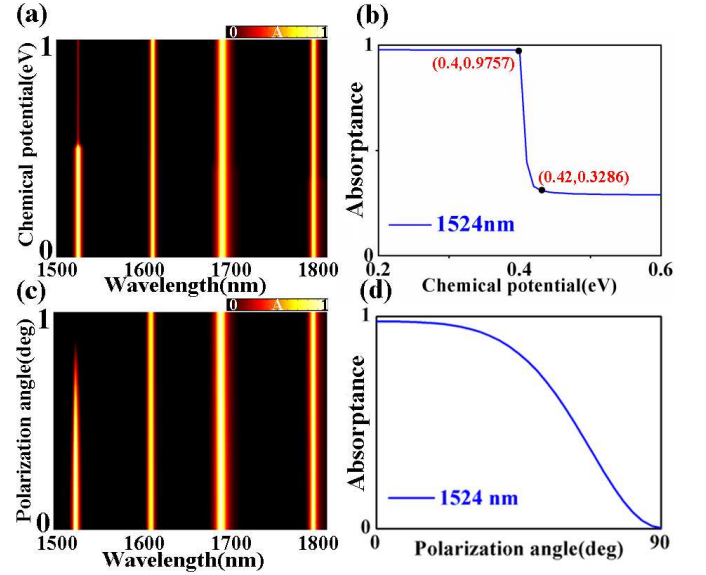 (a)
0 A 1
Chemical potential(eV)
1
0
1500 1600 1700 1800
Wavelength(nm)
(b)
Absorptance
1
0
(0.4,0.9757)
(0.42,0.3286)
1524nm
0.2 0.4 0.6
Chemical potential(eV)
(c)
0 A 1
Polarization angle(deg)
1
0
1500 1600 1700 1800
Wavelength(nm)
(d)
Absorptance
1
0
1524 nm
0 90
Polarization angle(deg)